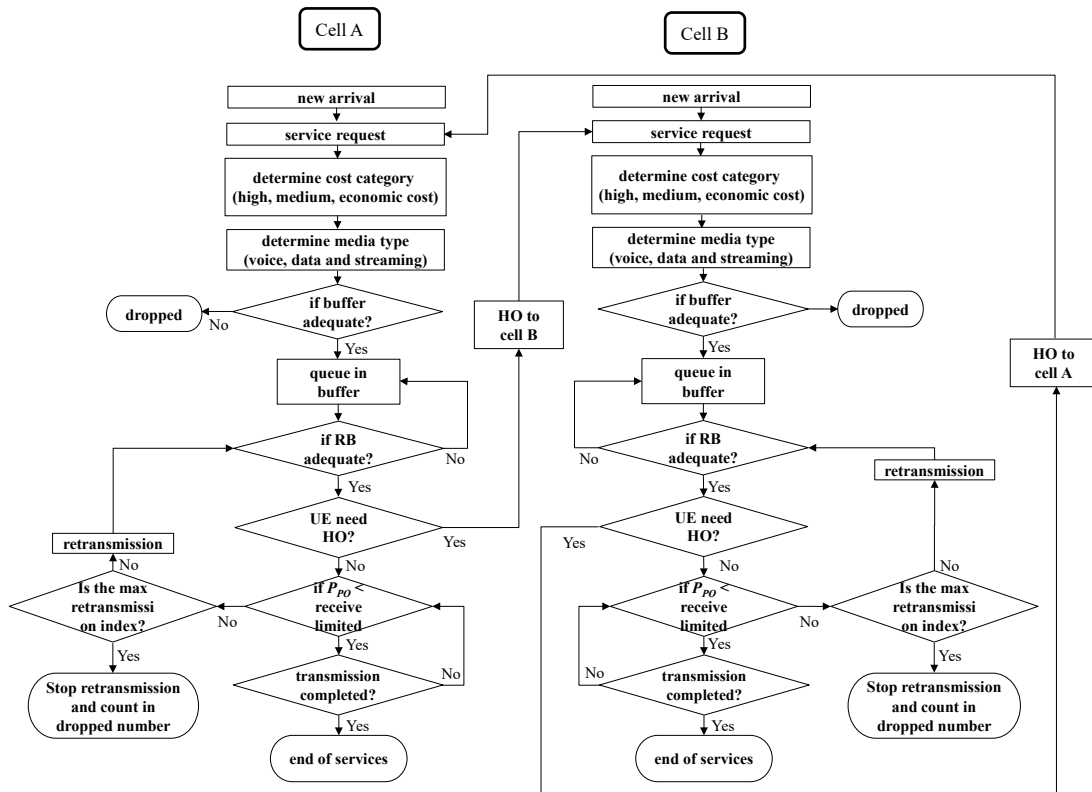 Cell A
new arrival
service request
determine cost category
(high, medium, economic cost)
determine media type
(voice, data and streaming)
if buffer
adequate?
No
dropped
Yes
queue in
buffer
if RB
adequate?
No
Yes
UE need
HO?
Yes
HO to
cell B
No
if P_PO <
receive
limited
No
Is the max
retransmissi
on index?
No
retransmission
Yes
Stop retransmission
and count in
dropped number
Yes
transmission
completed?
No
Yes
end of services
Cell B
new arrival
service request
determine cost category
(high, medium, economic cost)
determine media type
(voice, data and streaming)
if buffer
adequate?
dropped
Yes
queue in
buffer
if RB
adequate?
No
Yes
UE need
HO?
Yes
HO to
cell A
No
if P_PO <
receive
limited
No
Is the max
retransmissi
on index?
No
retransmission
Yes
Stop retransmission
and count in
dropped number
Yes
transmission
completed?
No
Yes
end of services